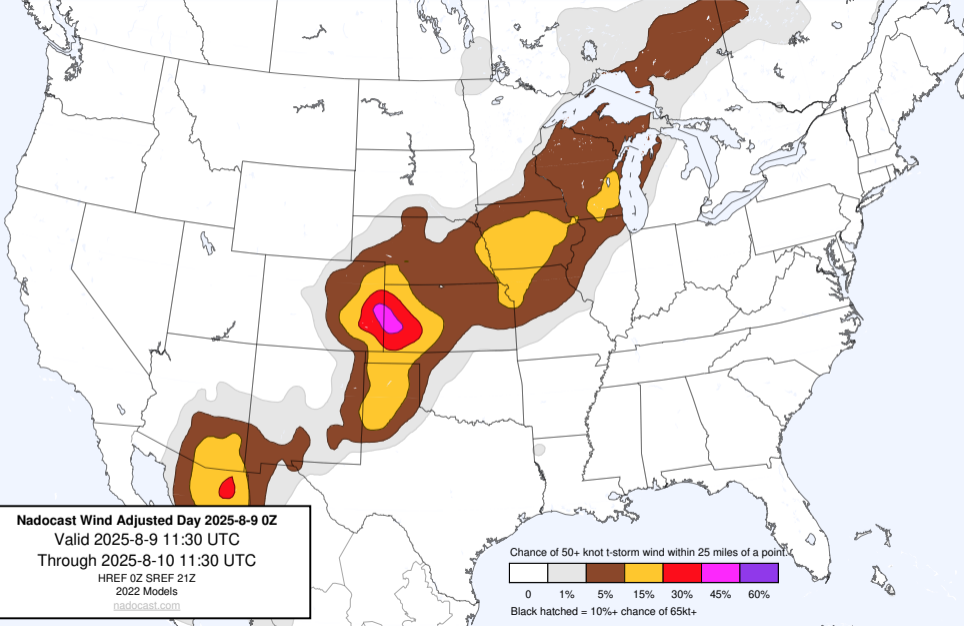 Nadocast Wind Adjusted Day 2025-8-9 0Z
Valid 2025-8-9 11:30 UTC
Through 2025-8-10 11:30 UTC
HREF 0Z SREF 21Z
2022 Models
nadocast.com
Chance of 50+ knot t-storm wind within 25 miles of a point.
0 1% 5% 15% 30% 45% 60%
Black hatched = 10%+ chance of 65kt+